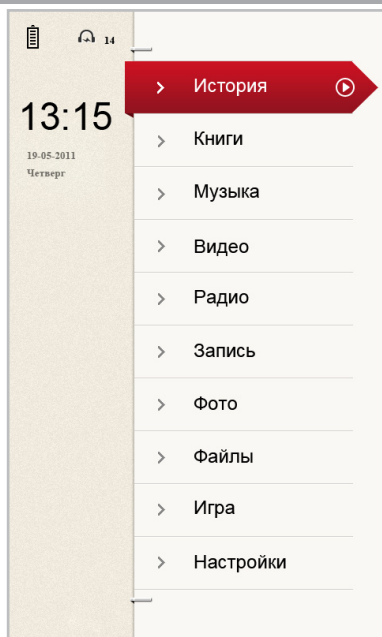 14
13:15
19-05-2011
Четверг
История
Книги
Музыка
Видео
Радио
Запись
Фото
Файлы
Игра
Настройки